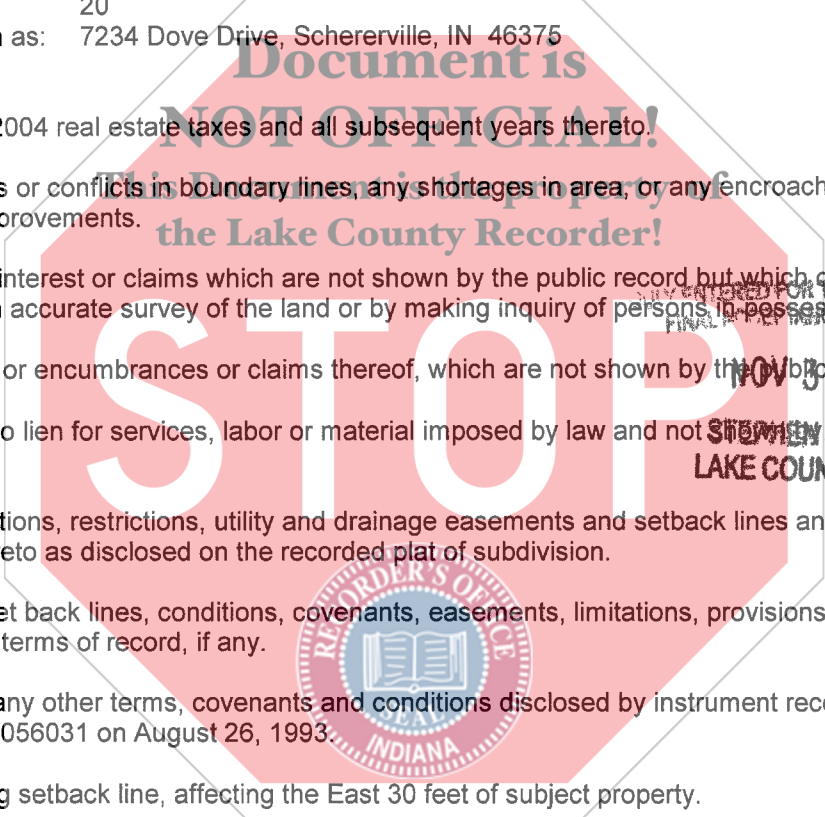 20
as: 7234 Dove Drive, Schererville, IN 46375
Document is
NOT OFFICIAL!
2004 real estate taxes and all subsequent years thereto.
This Document is the property of
s or conflicts in boundary lines, any shortages in area, or any encroach
provements.
the Lake County Recorder!
interest or claims which are not shown by the public record but which
accurate survey of the land or by making inquiry of persons in posses
ENTERED FOR
FINAL
STOP
or encumbrances or claims thereof, which are not shown by the public
NOV 3
o lien for services, labor or material imposed by law and not shown by
STEPHEN
LAKE COUN
tions, restrictions, utility and drainage easements and setback lines an
eto as disclosed on the recorded plat of subdivision.
RECORDER'S OFFICE
et back lines, conditions, covenants, easements, limitations, provisions
terms of record, if any.
any other terms, covenants and conditions disclosed by instrument rec
056031 on August 26, 1993.
SEAL
INDIANA
g setback line, affecting the East 30 feet of subject property.